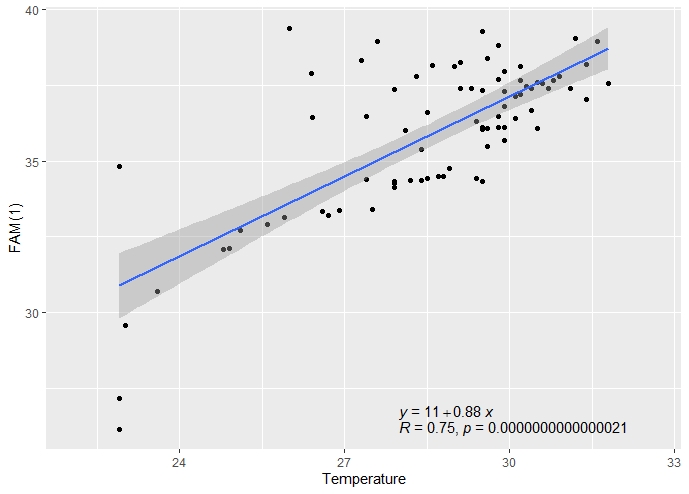 40
35
30
FAM (1)
y = 11 + 0.88 x
R = 0.75, p = 0.0000000000000021
24 27 30 33
Temperature